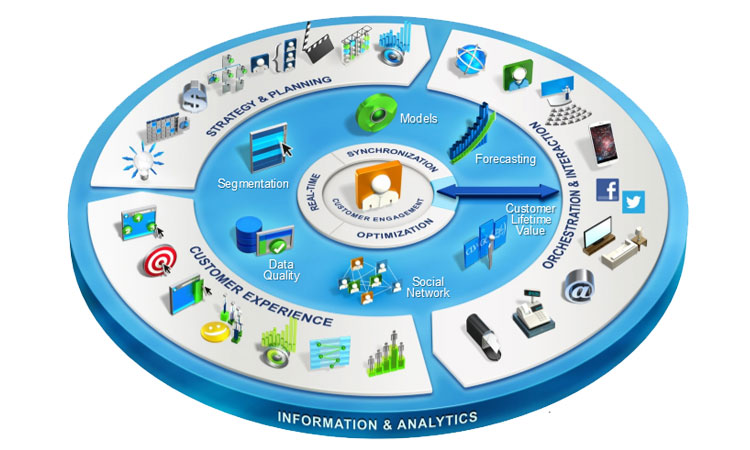 STRATEGY & PLANNING
Models
Forecasting
Segmentation
SYNCHRONIZATION
REAL-TIME
CUSTOMER ENGAGEMENT
OPTIMIZATION
Customer
Lifetime
Value
ORCHESTRATION & INTERACTION
Data
Quality
Social
Network
CUSTOMER EXPERIENCE
INFORMATION & ANALYTICS